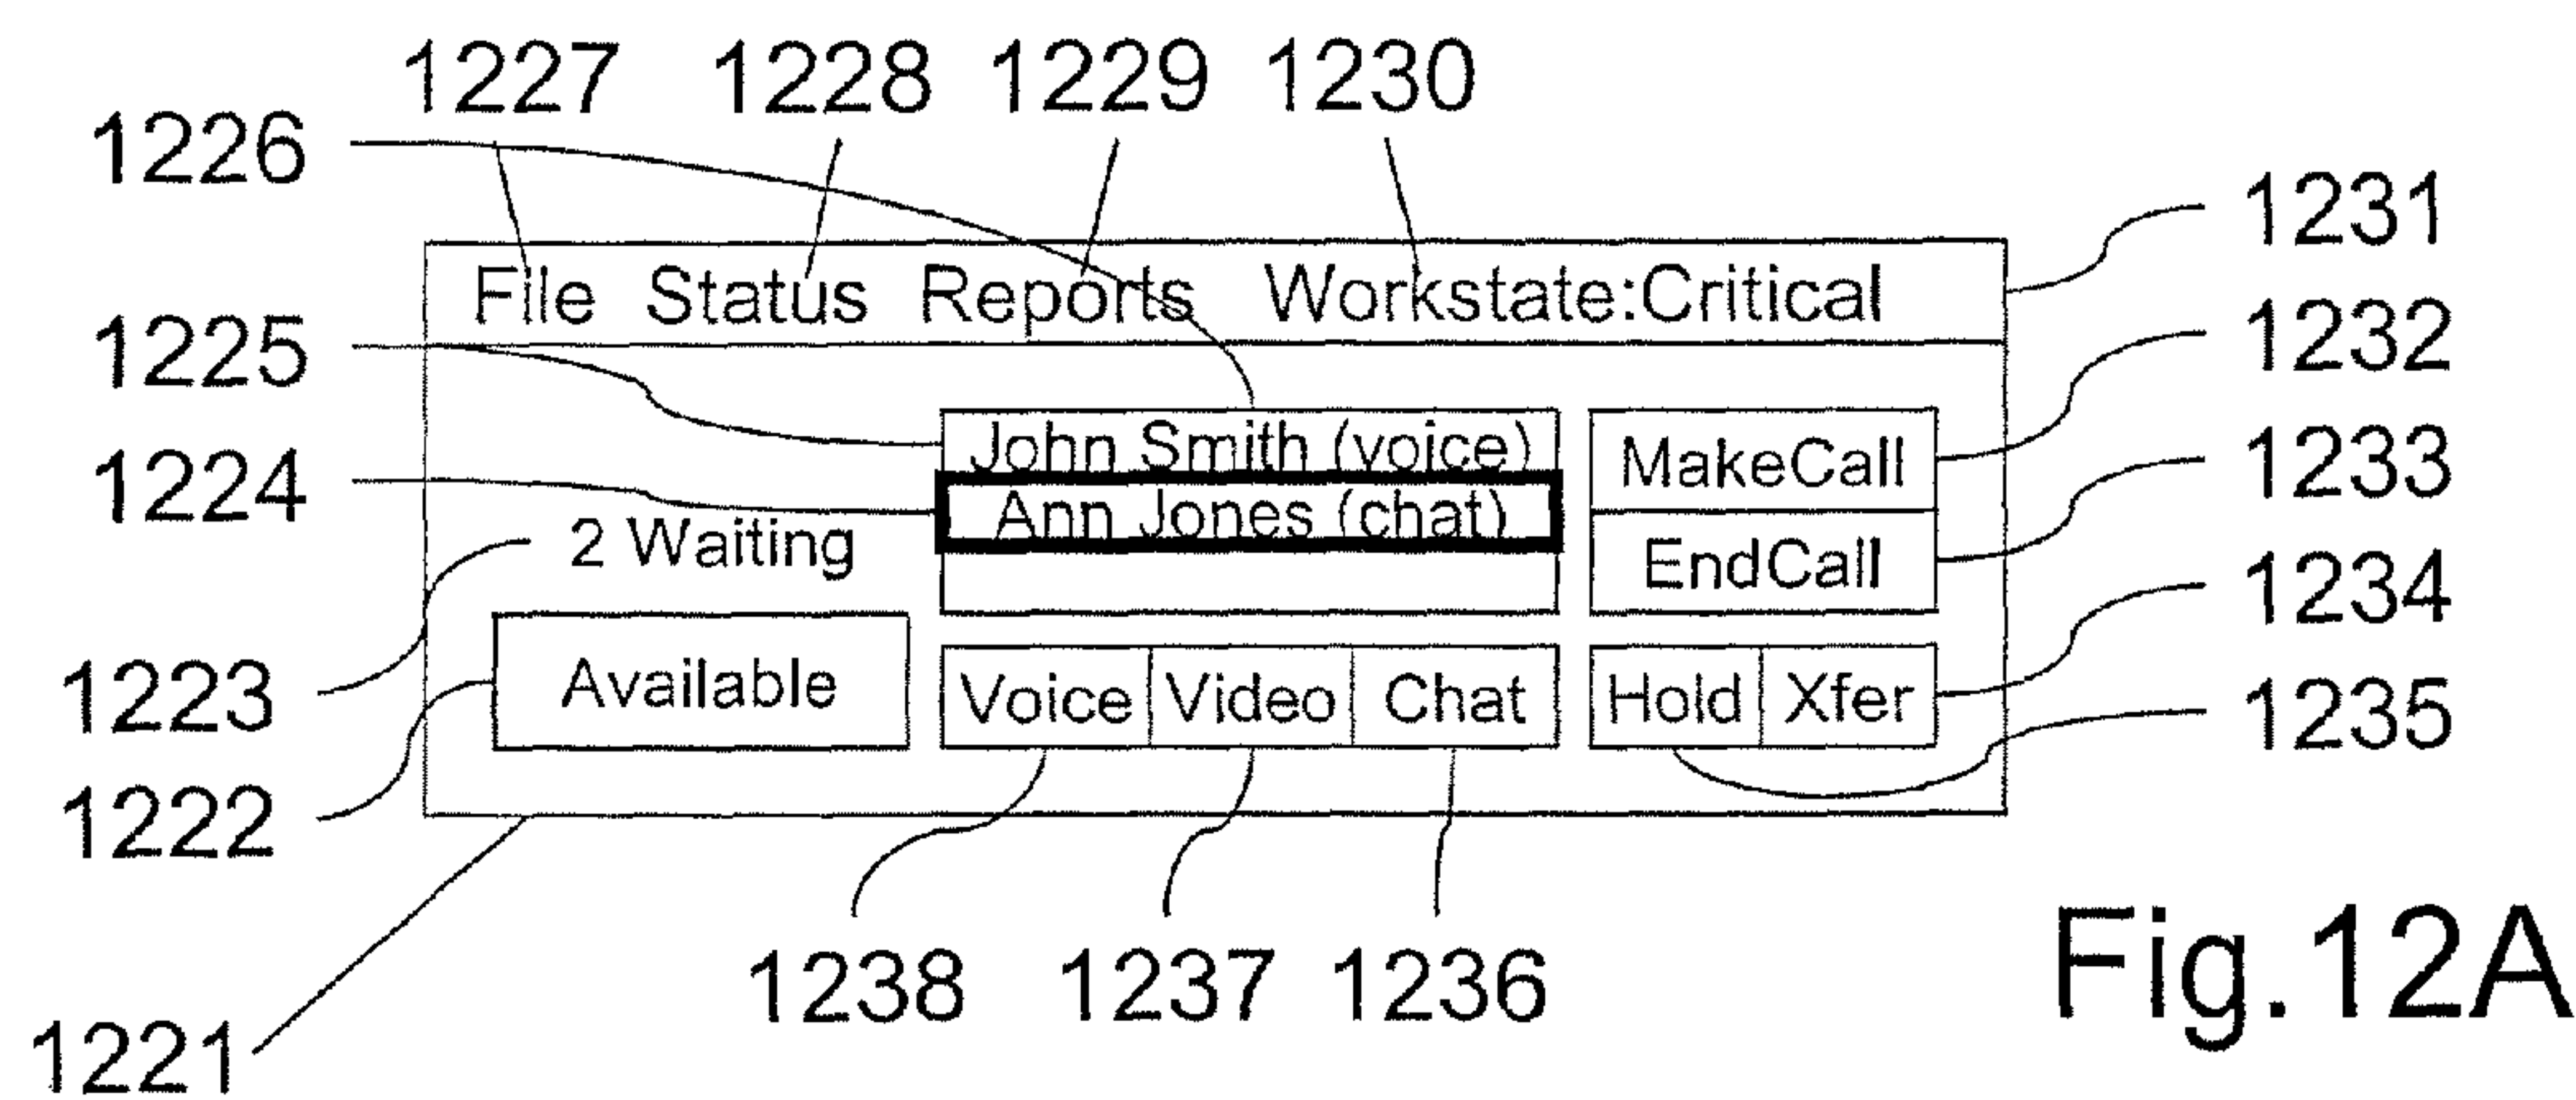 1227 1228 1229 1230
1226
1231
File Status Reports Workstate:Critical
1225
1232
John Smith (voice)
MakeCall
1224
1233
Ann Jones (chat)
2 Waiting
EndCall
1234
1223
Available
Voice Video Chat
Hold Xfer
1235
1222
1238 1237 1236
Fig.12A
1221